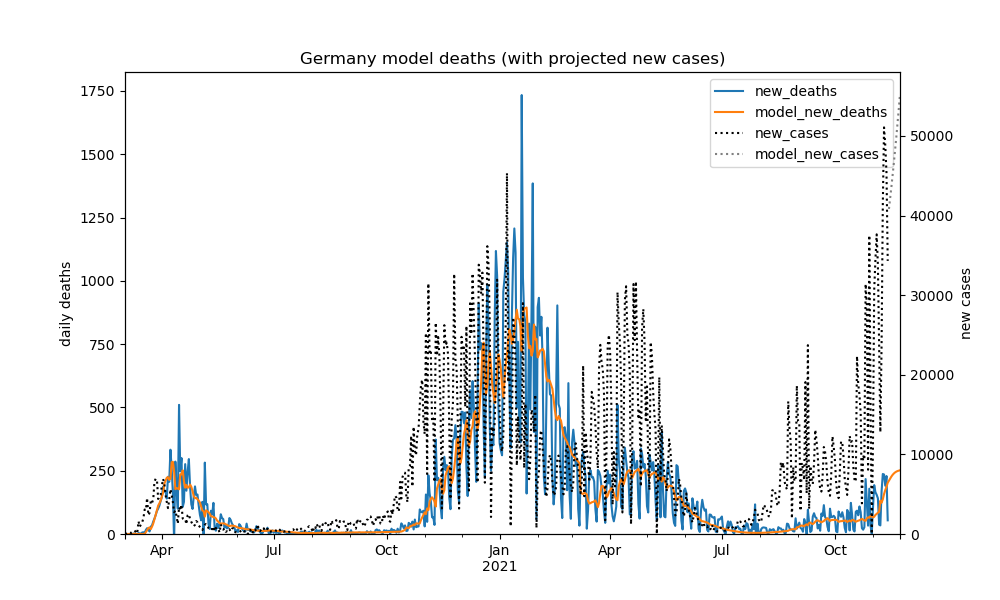 Germany model deaths (with projected new cases)
1750
1500
1250
1000
750
500
250
0
daily deaths
new_deaths
model_new_deaths
new_cases
model_new_cases
50000
40000
30000
20000
10000
0
new cases
Apr Jul Oct Jan Apr Jul Oct
2021